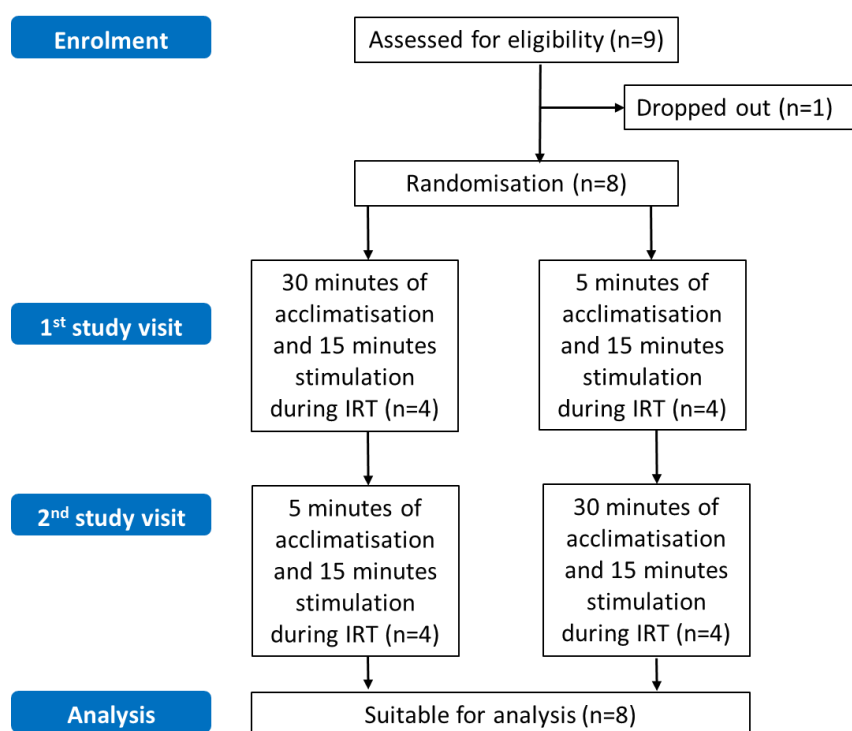 Enrolment
Assessed for eligibility (n=9)
Dropped out (n=1)
Randomisation (n=8)
1st study visit
30 minutes of
acclimatisation
and 15 minutes
stimulation
during IRT (n=4)
5 minutes of
acclimatisation
and 15 minutes
stimulation
during IRT (n=4)
2nd study visit
5 minutes of
acclimatisation
and 15 minutes
stimulation
during IRT (n=4)
30 minutes of
acclimatisation
and 15 minutes
stimulation
during IRT (n=4)
Analysis
Suitable for analysis (n=8)